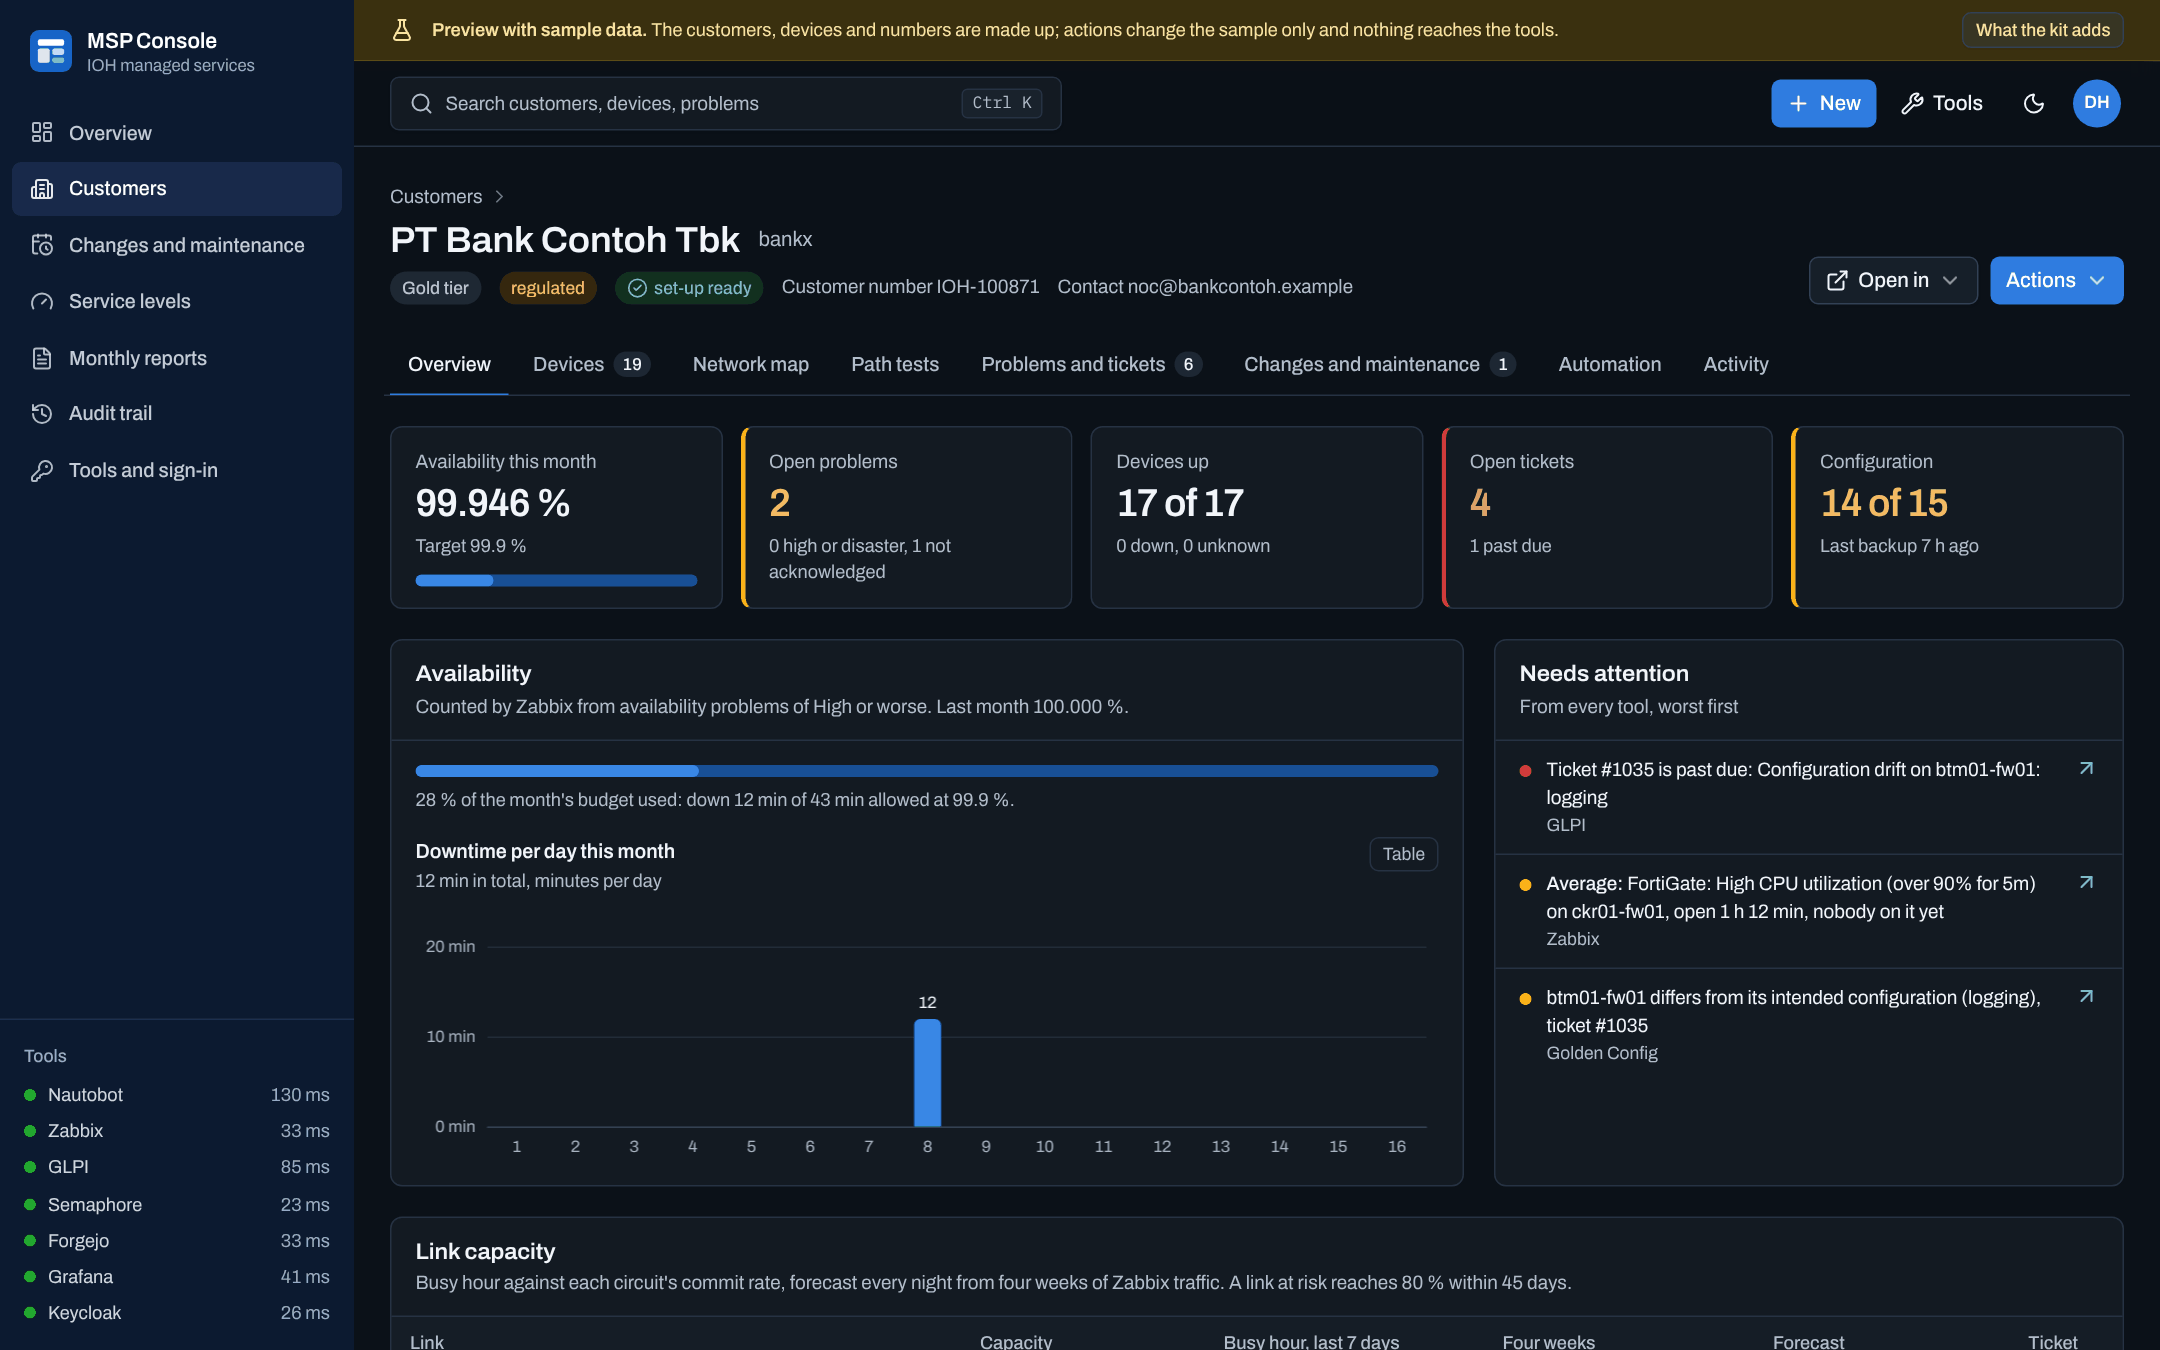 MSP Console
IOH managed services
Overview
Customers
Changes and maintenance
Service levels
Monthly reports
Audit trail
Tools and sign-in
Tools
Nautobot 130 ms
Zabbix 33 ms
GLPI 85 ms
Semaphore 23 ms
Forgejo 33 ms
Grafana 41 ms
Keycloak 26 ms
Preview with sample data. The customers, devices and numbers are made up; actions change the sample only and nothing reaches the tools.
What the kit adds
Search customers, devices, problems
Ctrl K
New
Tools
DH
Customers
PT Bank Contoh Tbk bankx
Gold tier regulated set-up ready Customer number IOH-100871 Contact noc@bankcontoh.example
Open in
Actions
Overview Devices 19 Network map Path tests Problems and tickets 6 Changes and maintenance 1 Automation Activity
Availability this month
99.946 %
Target 99.9 %
Open problems
2
0 high or disaster, 1 not
acknowledged
Devices up
17 of 17
0 down, 0 unknown
Open tickets
4
1 past due
Configuration
14 of 15
Last backup 7 h ago
Availability
Counted by Zabbix from availability problems of High or worse. Last month 100.000 %.
28 % of the month's budget used: down 12 min of 43 min allowed at 99.9 %.
Downtime per day this month
12 min in total, minutes per day
Table
20 min
10 min
0 min
12
1 2 3 4 5 6 7 8 9 10 11 12 13 14 15 16
Needs attention
From every tool, worst first
Ticket #1035 is past due: Configuration drift on btm01-fw01:
logging
GLPI
Average: FortiGate: High CPU utilization (over 90% for 5m)
on ckr01-fw01, open 1 h 12 min, nobody on it yet
Zabbix
btm01-fw01 differs from its intended configuration (logging),
ticket #1035
Golden Config
Link capacity
Busy hour against each circuit's commit rate, forecast every night from four weeks of Zabbix traffic. A link at risk reaches 80 % within 45 days.
Link Capacity Busy hour, last 7 days Four weeks Forecast Ticket